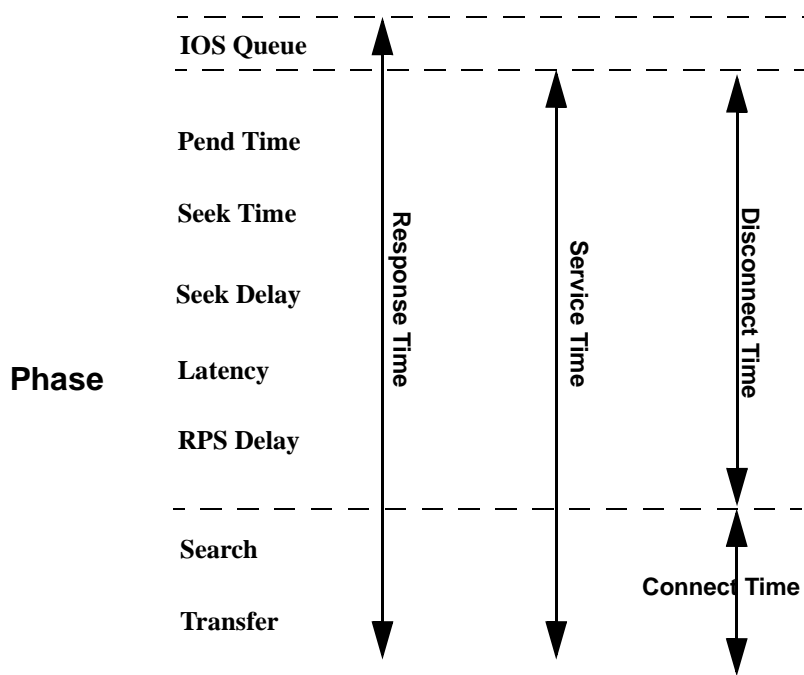 IOS Queue
Pend Time
Seek Time
Seek Delay
Phase
Latency
RPS Delay
Search
Transfer
Response Time
Service Time
Disconnect Time
Connect Time